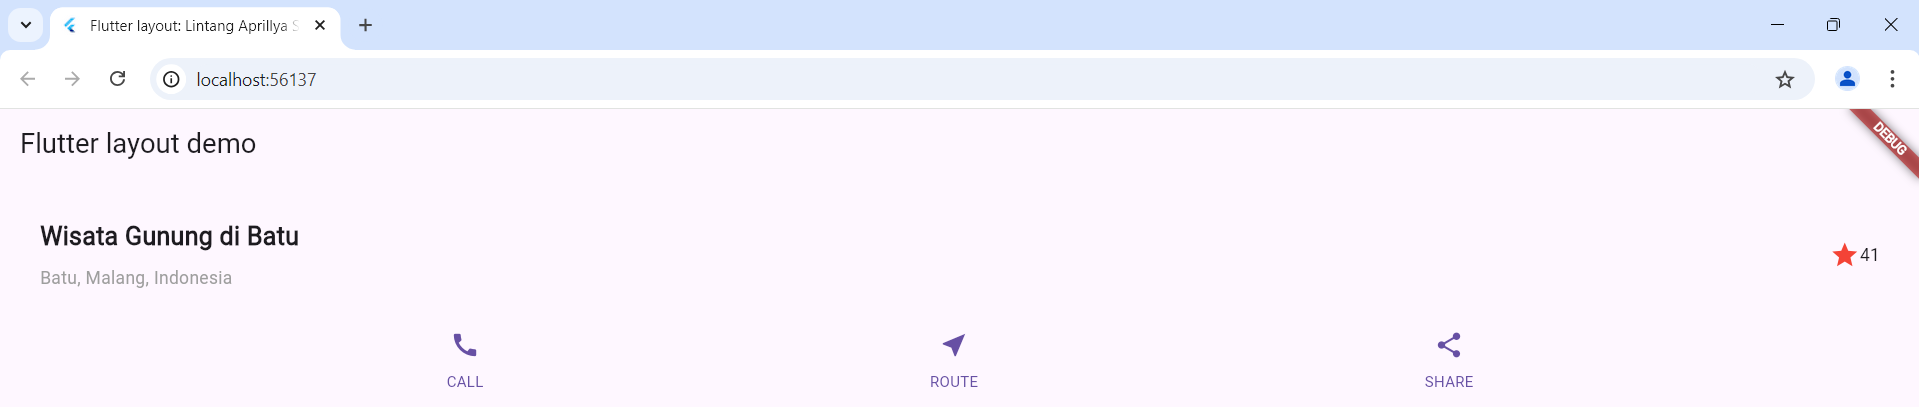 Flutter layout: Lintang Aprillya S
localhost:56137
DEBUG
Flutter layout demo
Wisata Gunung di Batu
41
Batu, Malang, Indonesia
CALL ROUTE SHARE